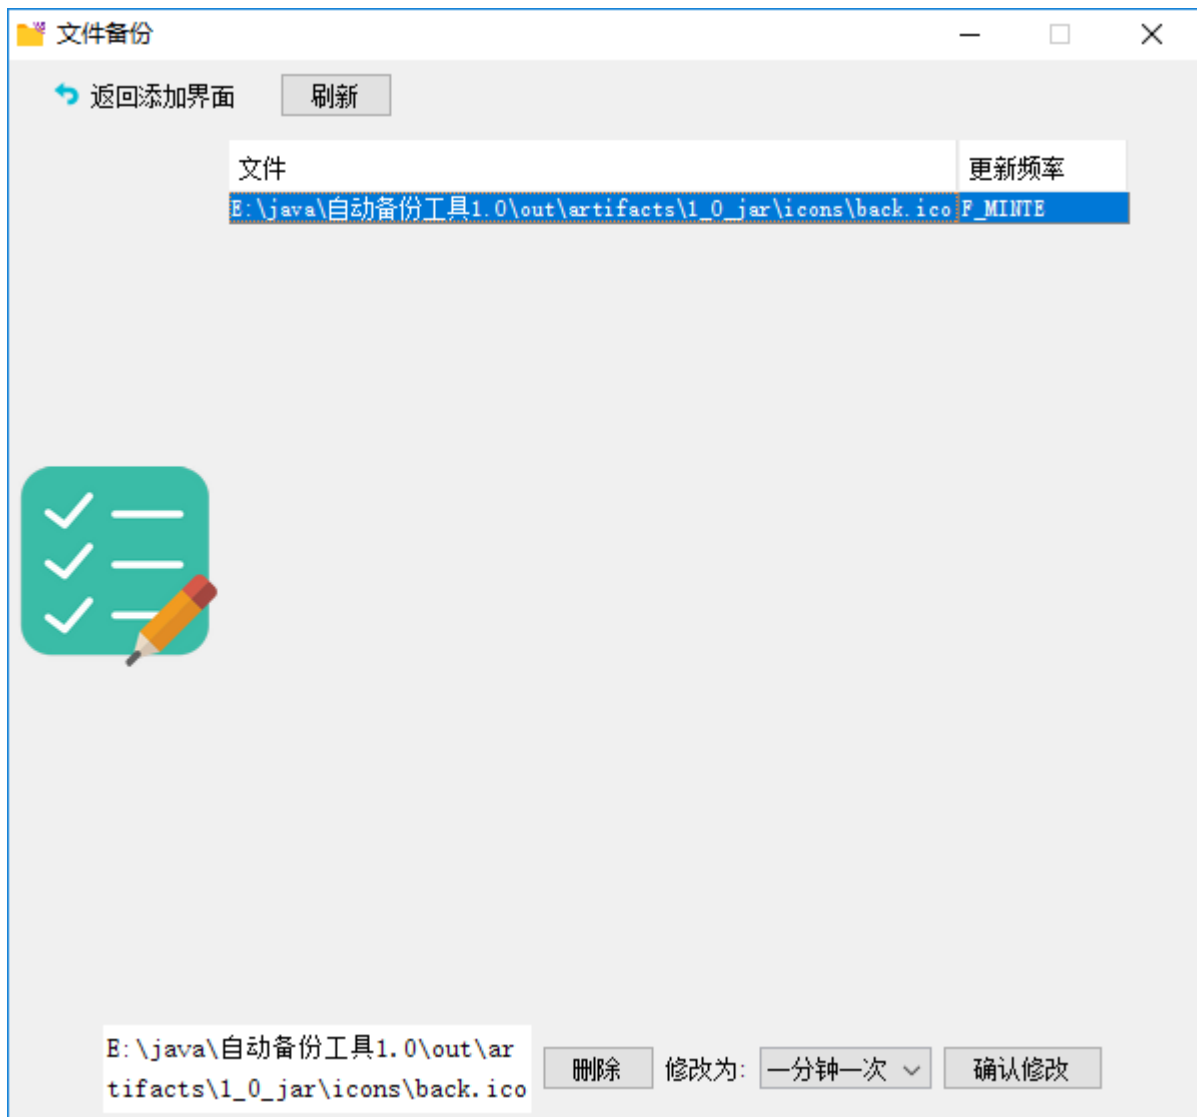 文件备份
返回添加界面 刷新
文件 更新频率
E:\java\自动备份工具1.0\out\artifacts\1_0_jar\icons\back.ico F_MINTE
E:\java\自动备份工具1.0\out\ar
tifacts\1_0_jar\icons\back.ico
删除 修改为: 一分钟一次 确认修改